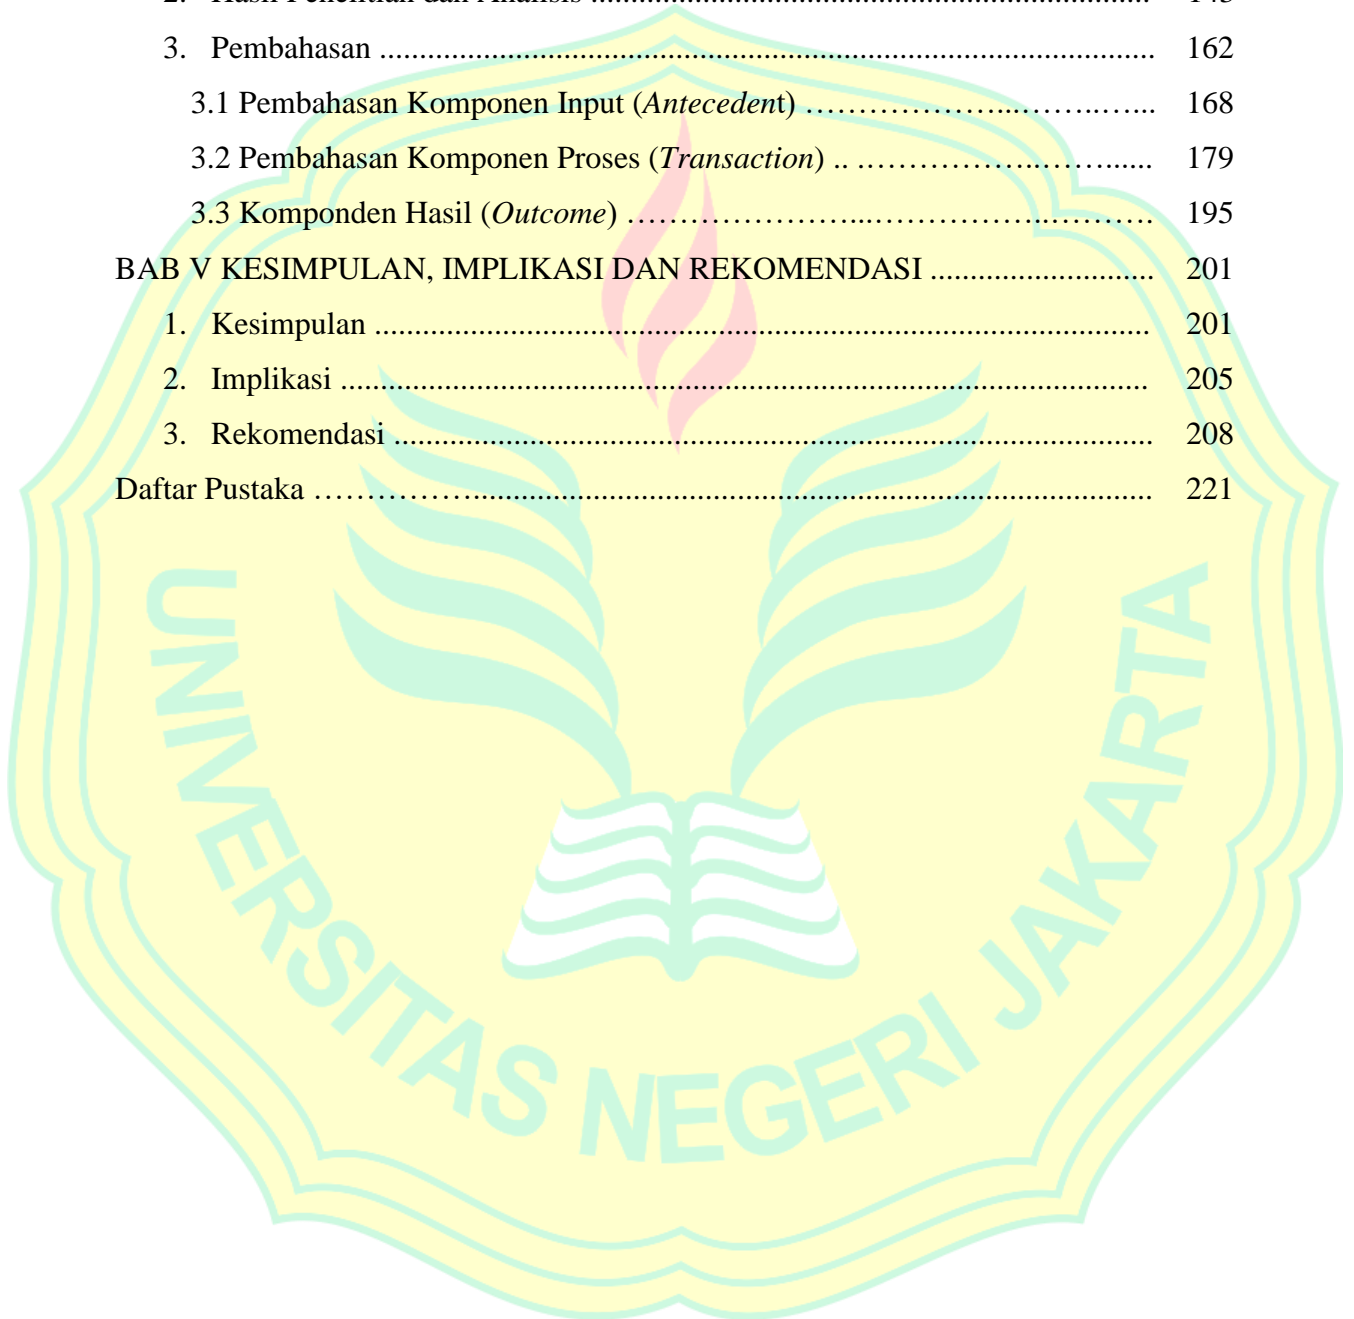 3. Pembahasan .................................................................................. 162
3.1 Pembahasan Komponen Input (Antecedent) ………………...……..…... 168
3.2 Pembahasan Komponen Proses (Transaction) .. .……………….……...... 179
3.3 Komponden Hasil (Outcome) …………………...……………..………. 195
BAB V KESIMPULAN, IMPLIKASI DAN REKOMENDASI ........................ 201
1. Kesimpulan .................................................................................. 201
2. Implikasi ...................................................................................... 205
3. Rekomendasi ................................................................................ 208
Daftar Pustaka ……………........................................................................ 221
UNIVERSITAS NEGERI JAKARTA